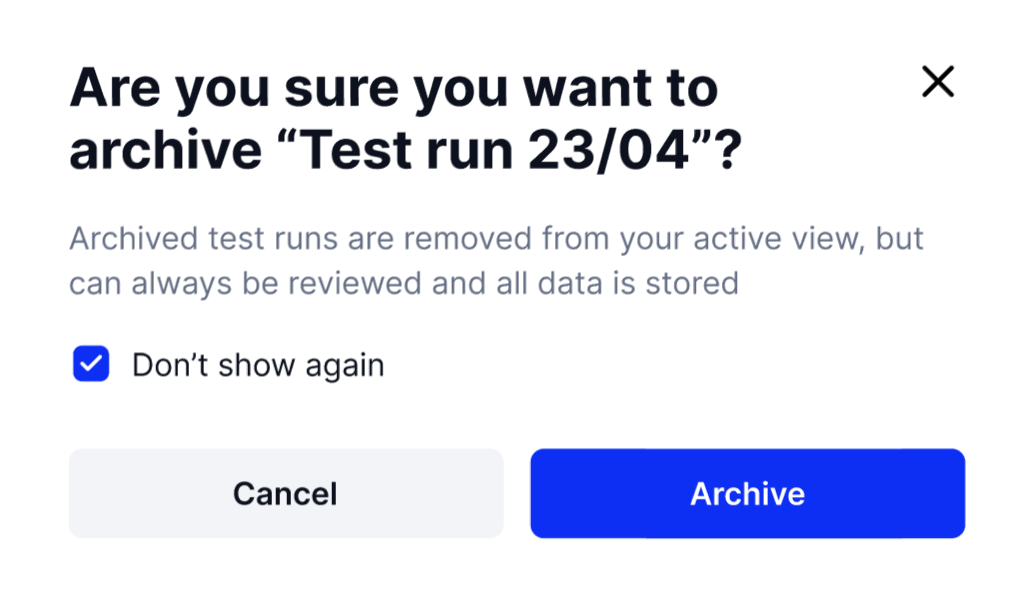 Are you sure you want to
archive “Test run 23/04”?
Archived test runs are removed from your active view, but
can always be reviewed and all data is stored
Don’t show again
Cancel
Archive